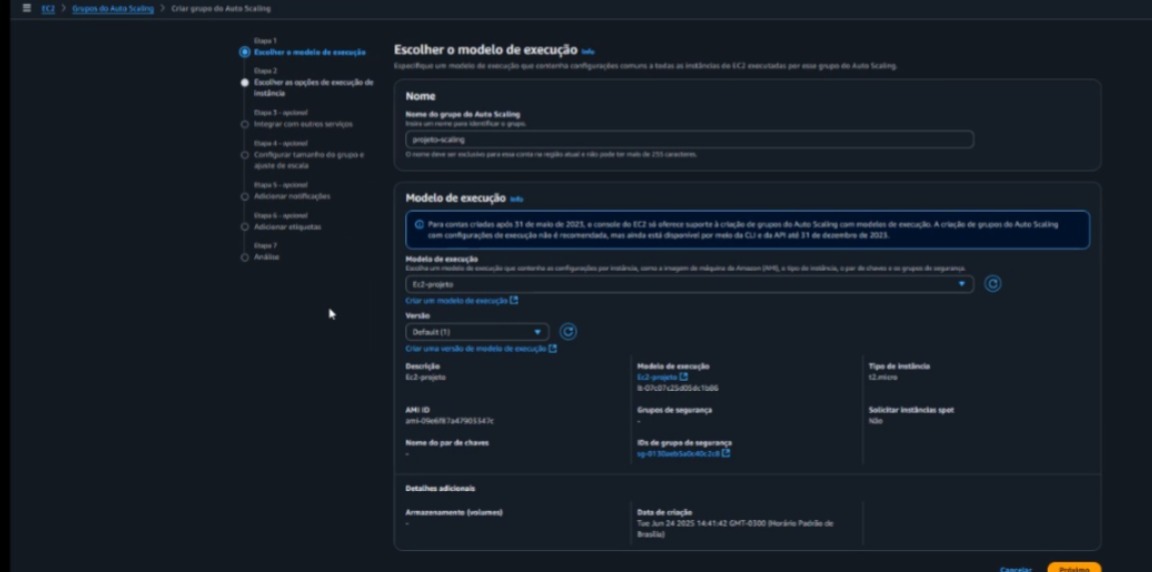 EC2 > Grupos do Auto Scaling > Criar grupo do Auto Scaling
Etapa 1
Escolher o modelo de execução
Etapa 2
Escolher as opções de execução de
instância
Etapa 3 - opcional
Integrar com outros serviços
Etapa 4 - opcional
Configurar tamanho do grupo e
ajuste de escala
Etapa 5 - opcional
Adicionar notificações
Etapa 6 - opcional
Adicionar etiquetas
Etapa 7
Análise
Escolher o modelo de execução Info
Especifique um modelo de execução que contenha configurações comuns a todas as instâncias do EC2 executadas por esse grupo do Auto Scaling.
Nome
Nome do grupo do Auto Scaling
Insira um nome para identificar o grupo.
projeto-scaling
O nome deve ser exclusivo para essa conta na região atual e não pode ter mais de 255 caracteres.
Modelo de execução Info
Para contas criadas após 31 de maio de 2023, o console do EC2 só oferece suporte à criação de grupos do Auto Scaling com modelos de execução. A criação de grupos do Auto Scaling
com configurações de execução não é recomendada, mas ainda está disponível por meio da CLI e da API até 31 de dezembro de 2023.
Modelo de execução
Escolha um modelo de execução que contenha as configurações por instância, como a imagem de máquina da Amazon (AMI), o tipo de instância, o par de chaves e os grupos de segurança.
Ec2-projeto
Criar um modelo de execução
Versão
Default (1)
Criar uma versão de modelo de execução
Descrição
Ec2-projeto
Modelo de execução
Ec2-projeto
Tipo de instância
t2.micro
AMI ID
Grupos de segurança
-
Solicitar instâncias spot
Não
Nome do par de chaves
-
IDs de grupo de segurança
Detalhes adicionais
Armazenamento (volumes)
-
Data de criação
Tue Jun 24 2025 14:41:42 GMT-0300 (Horário Padrão de
Brasília)
Cancelar
Próximo